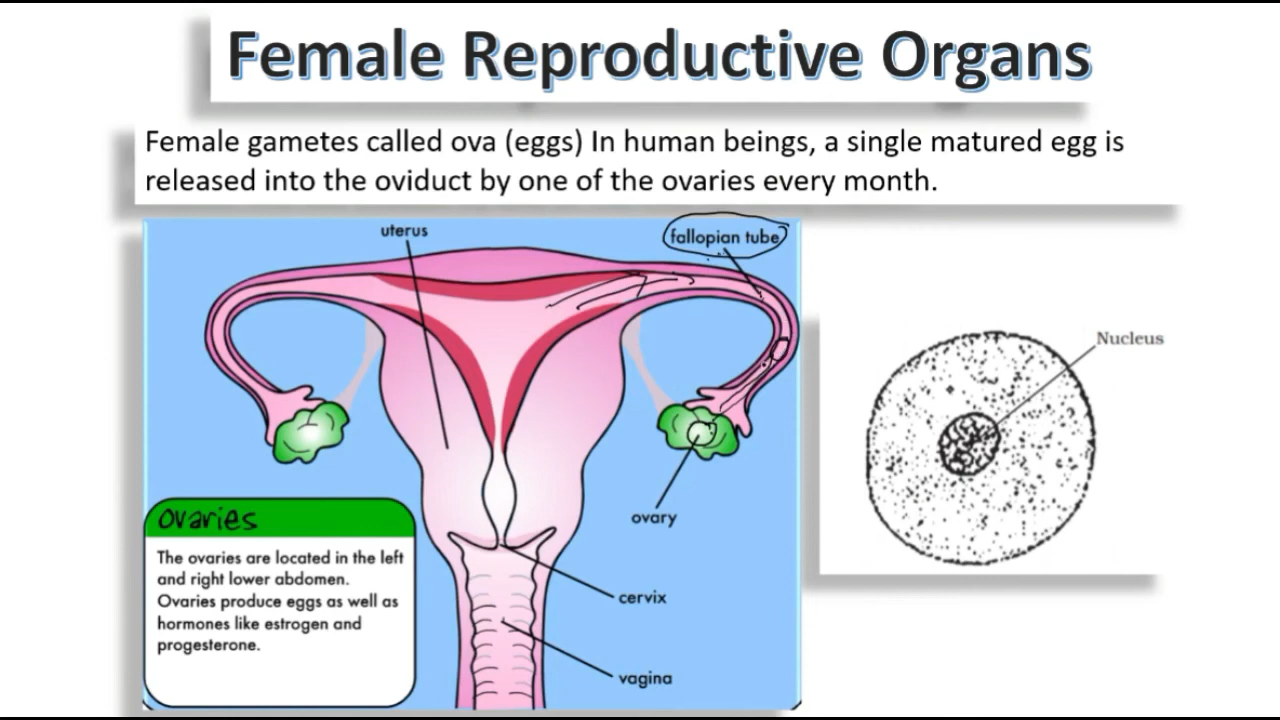 Female Reproductive Organs
Female gametes called ova (eggs) In human beings, a single matured egg is
released into the oviduct by one of the ovaries every month.
uterus
fallopian tube
Nucleus
ovary
ovaries
The ovaries are located in the left
and right lower abdomen.
Ovaries produce eggs as well as
hormones like estrogen and
progesterone.
cervix
vagina